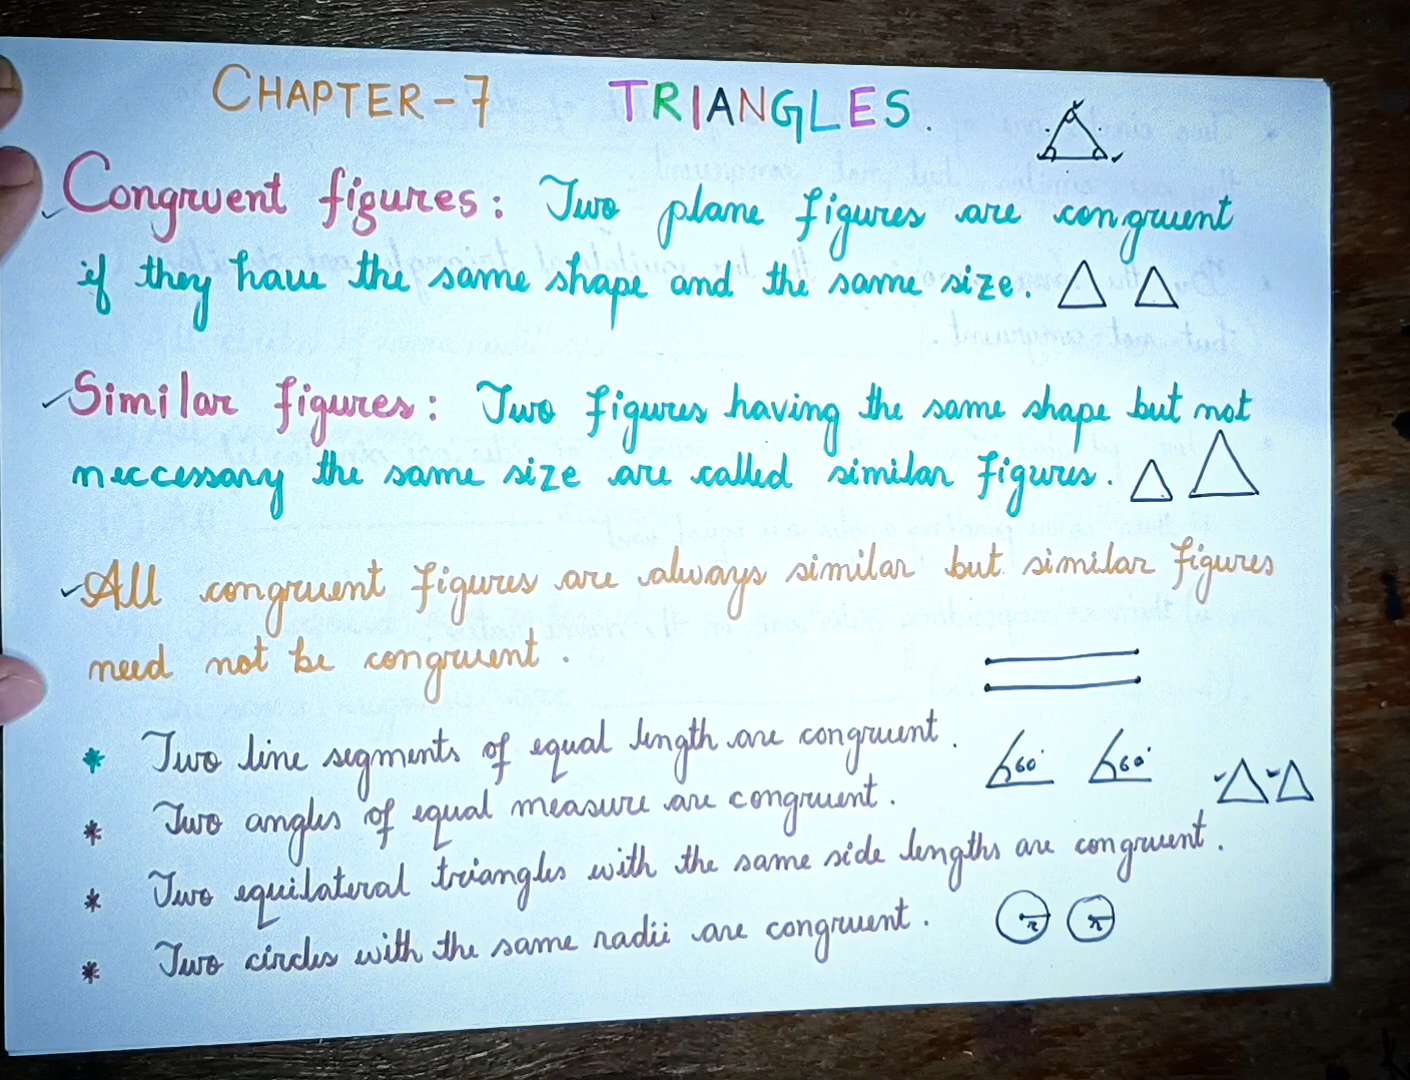 CHAPTER-7 TRIANGLES.
Congruent figures: Two plane figures are congruent
if they have the same shape and the same size.
Similar figures: Two figures having the same shape but not
neccessary the same size are called similar figures.
All congruent figures are always similar but similar figures
need not be congruent.
* Two line segments of equal length are congruent.
60° 60°
* Two angles of equal measure are congruent.
* Two equilateral triangles with the same side lengths are congruent.
* Two circles with the same radii are congruent.
r r